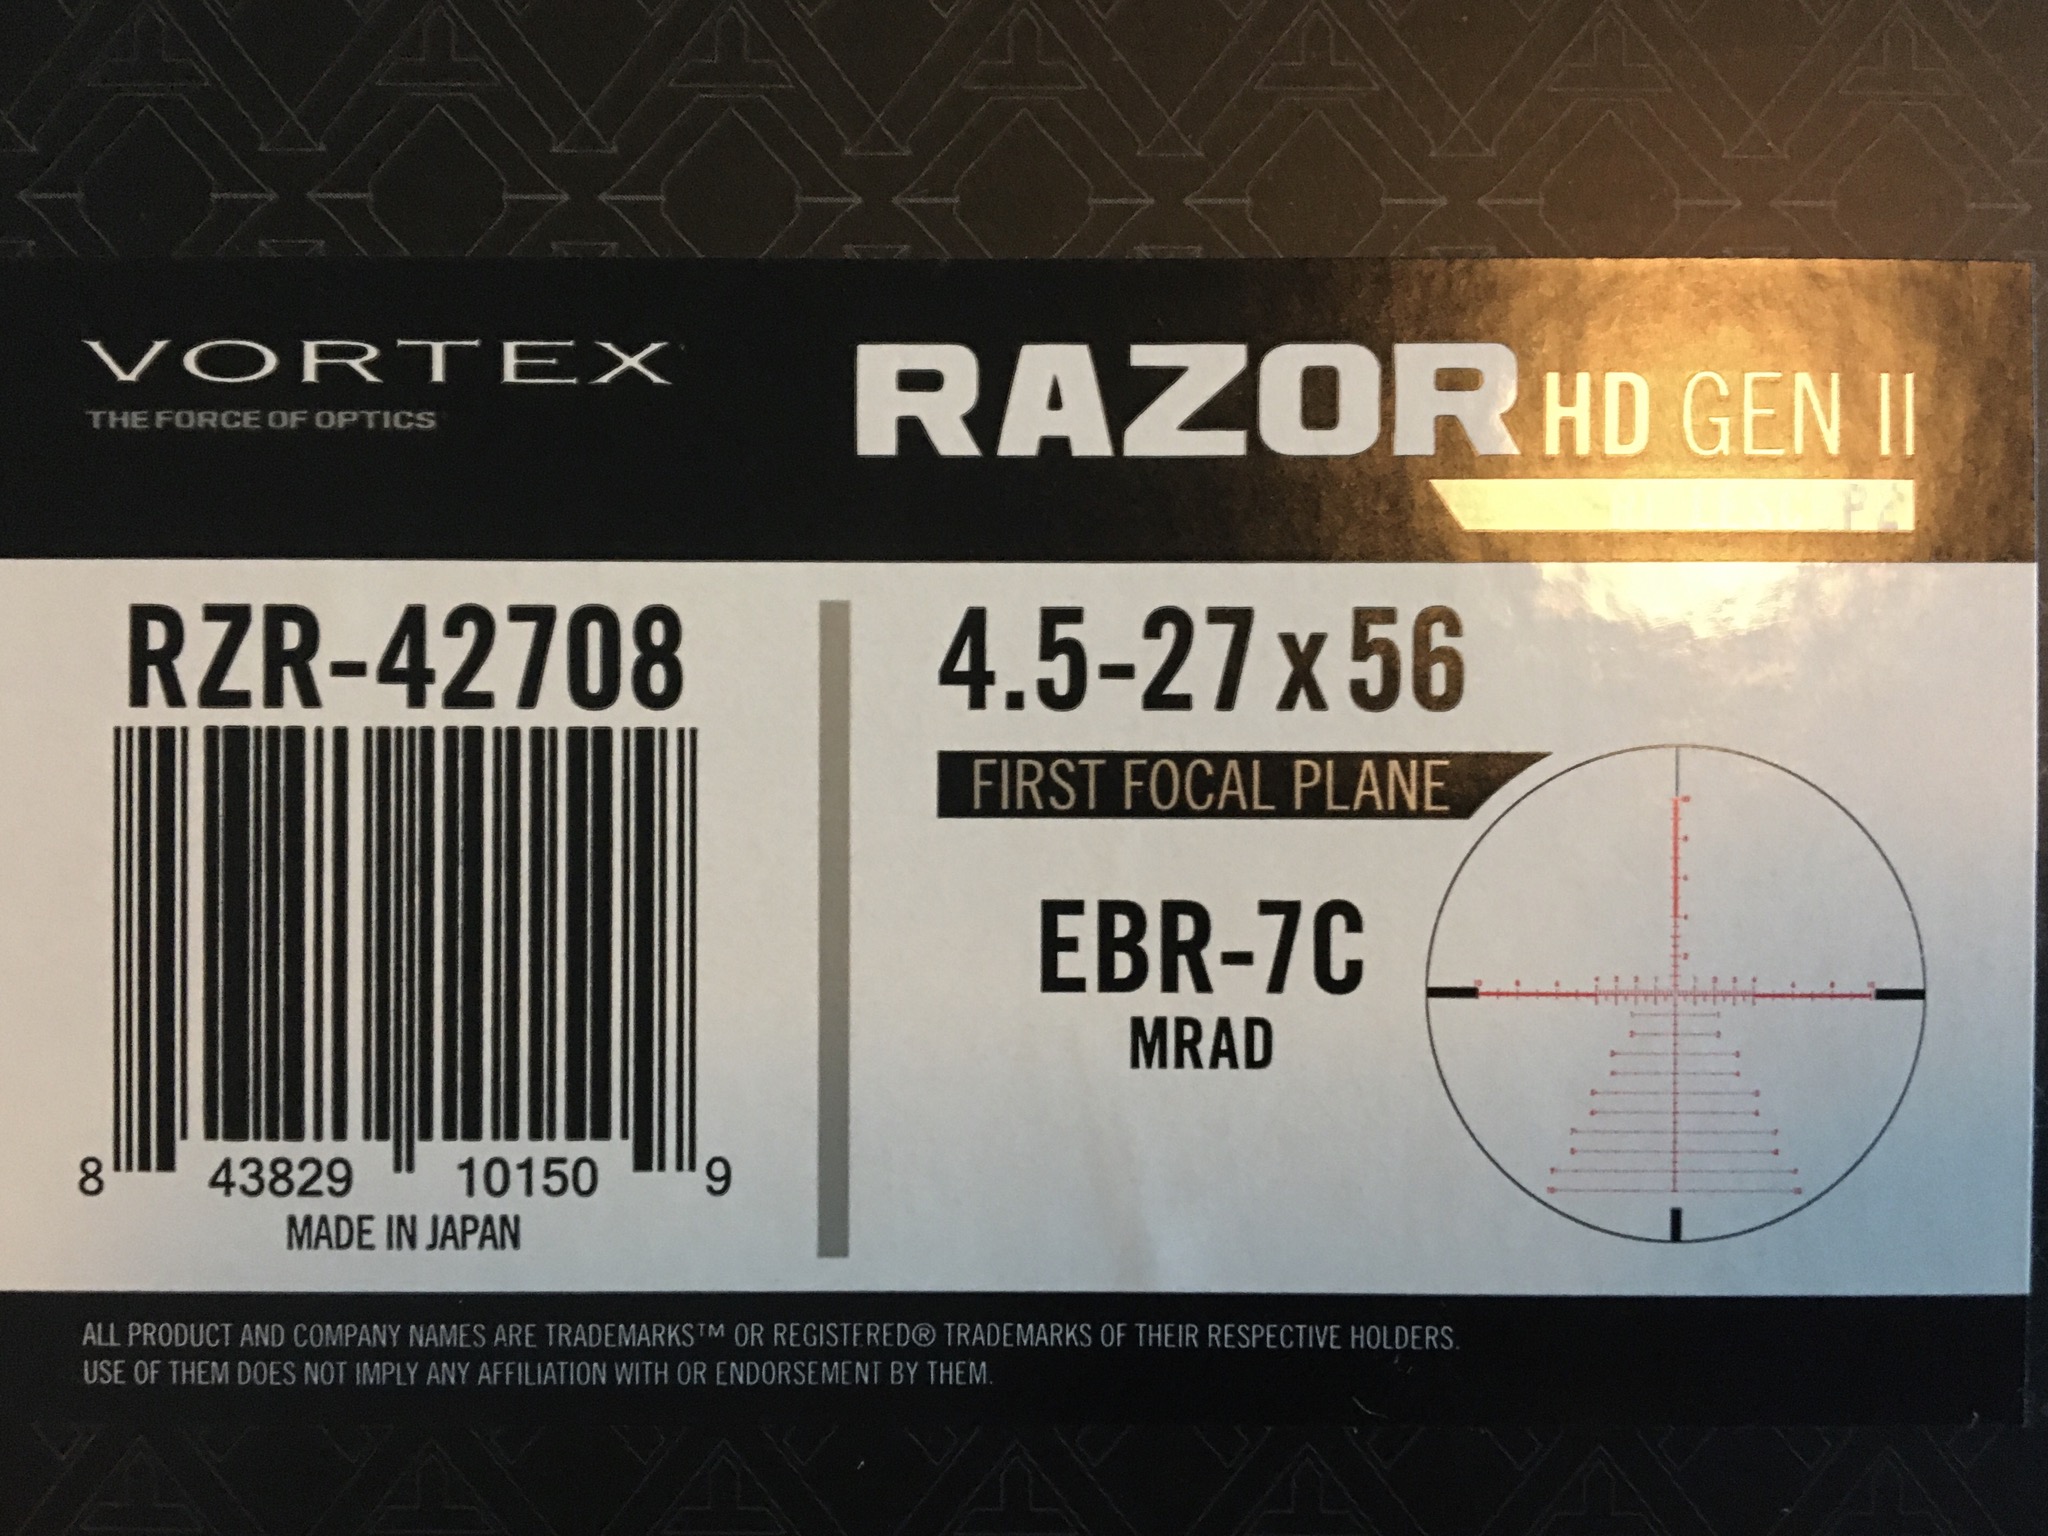 VORTEX
THE FORCE OF OPTICS
RAZOR HD GEN II
RZR-42708
8 43829 10150 9
MADE IN JAPAN
4.5-27x56
FIRST FOCAL PLANE
EBR-7C
MRAD
ALL PRODUCT AND COMPANY NAMES ARE TRADEMARKS™ OR REGISTERED® TRADEMARKS OF THEIR RESPECTIVE HOLDERS.
USE OF THEM DOES NOT IMPLY ANY AFFILIATION WITH OR ENDORSEMENT BY THEM.